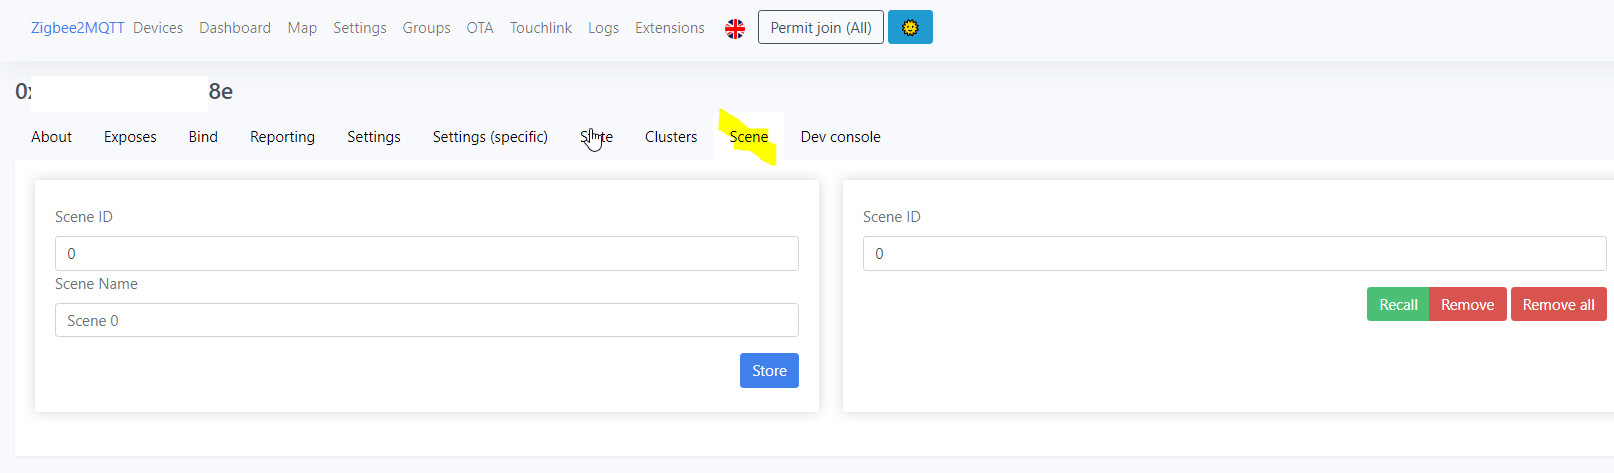 Zigbee2MQTT Devices Dashboard Map Settings Groups OTA Touchlink Logs Extensions Permit join (All)
8e
About Exposes Bind Reporting Settings Settings (specific) State Clusters Scene Dev console
Scene ID Scene ID
0 0
Scene Name
Recall Remove Remove all
Scene 0
Store